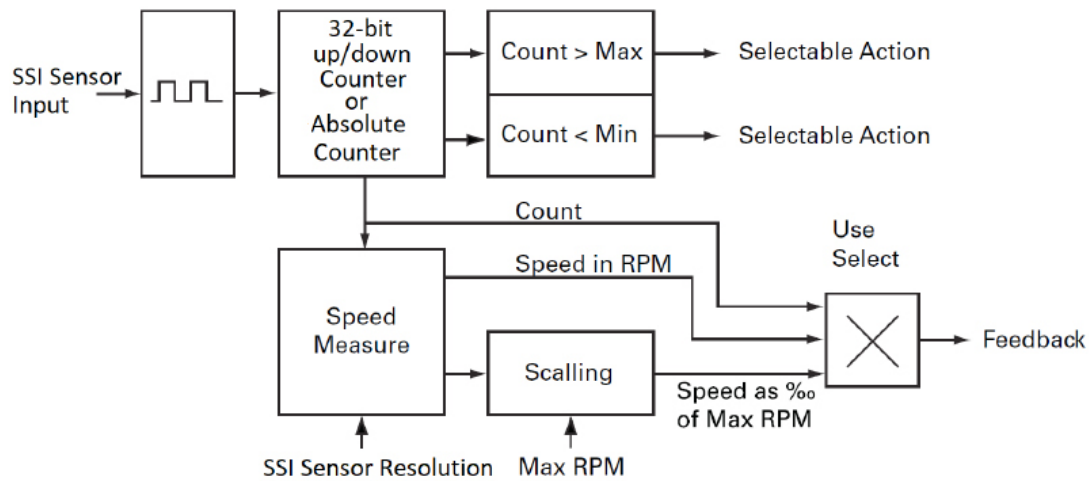 SSI Sensor
Input
32-bit
up/down
Counter
or
Absolute
Counter
Count > Max
Selectable Action
Count < Min
Selectable Action
Count
Use
Select
Speed in RPM
Speed
Measure
Scalling
Speed as ‰
of Max RPM
Feedback
SSI Sensor Resolution
Max RPM